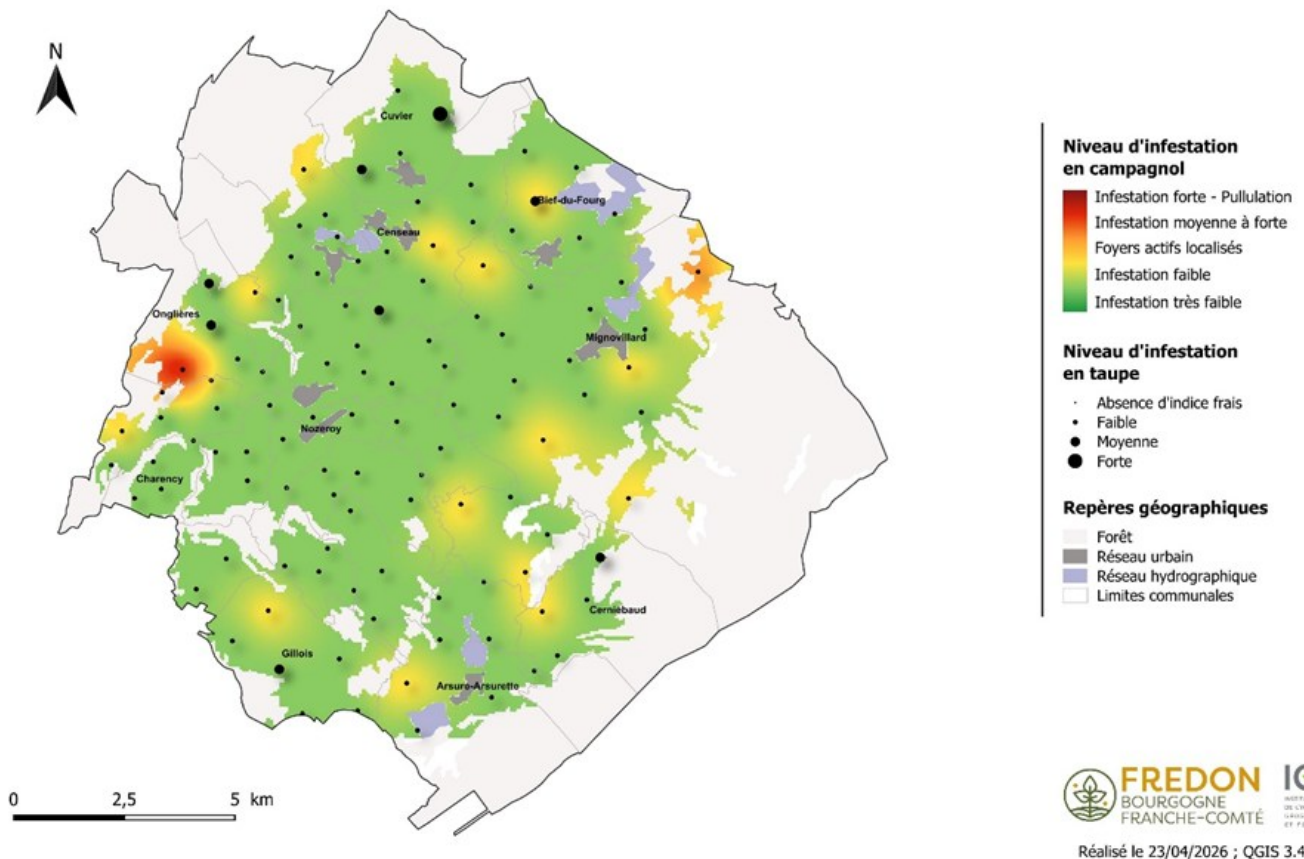 N
Cuvier
Bief-du-Fourg
Censeau
Onglières
Mignovillard
Nozeroy
Charency
Cerniebaud
Gillois
Arsure-Arsurette
0 2,5 5 km
Niveau d'infestation
en campagnol
Infestation forte - Pullulation
Infestation moyenne à forte
Foyers actifs localisés
Infestation faible
Infestation très faible
Niveau d'infestation
en taupe
Absence d'indice frais
Faible
Moyenne
Forte
Repères géographiques
Forêt
Réseau urbain
Réseau hydrographique
Limites communales
FREDON
BOURGOGNE
FRANCHE-COMTÉ
Réalisé le 23/04/2026 ; QGIS 3.4